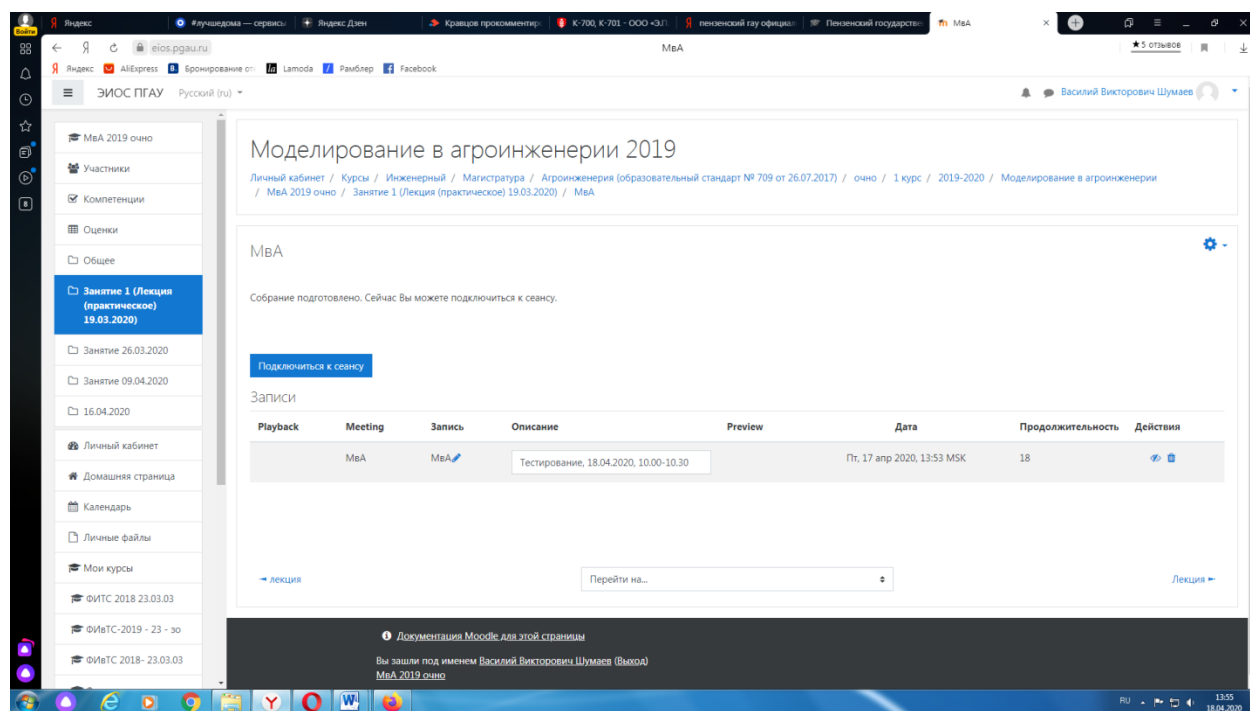 Войти
Яндекс
#лучшедома — сервисы
Яндекс Дзен
Кравцов прокомментиро
К-700, К-701 - ООО «Э.П.
пензенский гау официал
Пензенский государстве
МвА
eios.pgau.ru
МвА
★5 отзывов
Яндекс
AliExpress
Бронирование оте
Lamoda
Рамблер
Facebook
ЭИОС ПГАУ
Русский (ru)
Василий Викторович Шумаев
МвА 2019 очно
Участники
Компетенции
Оценки
Общее
Занятие 1 (Лекция
(практическое)
19.03.2020)
Занятие 26.03.2020
Занятие 09.04.2020
16.04.2020
Личный кабинет
Домашняя страница
Календарь
Личные файлы
Мои курсы
ФИТС 2018 23.03.03
ФИвТС-2019 - 23 - зо
ФИвТС 2018- 23.03.03
Моделирование в агроинженерии 2019
Личный кабинет / Курсы / Инженерный / Магистратура / Агроинженерия (образовательный стандарт № 709 от 26.07.2017) / очно / 1 курс / 2019-2020 / Моделирование в агроинженерии
/ МвА 2019 очно / Занятие 1 (Лекция (практическое) 19.03.2020) / МвА
МвА
Собрание подготовлено. Сейчас Вы можете подключиться к сеансу.
Подключиться к сеансу
Записи
Playback Meeting Запись Описание Preview Дата Продолжительность Действия
МвА МвА Тестирование, 18.04.2020, 10.00-10.30 Пт, 17 апр 2020, 13:53 MSK 18
◄ лекция
Перейти на...
Лекция ►
Документация Moodle для этой страницы
Вы зашли под именем Василий Викторович Шумаев (Выход)
МвА 2019 очно
RU
13:55
18.04.2020